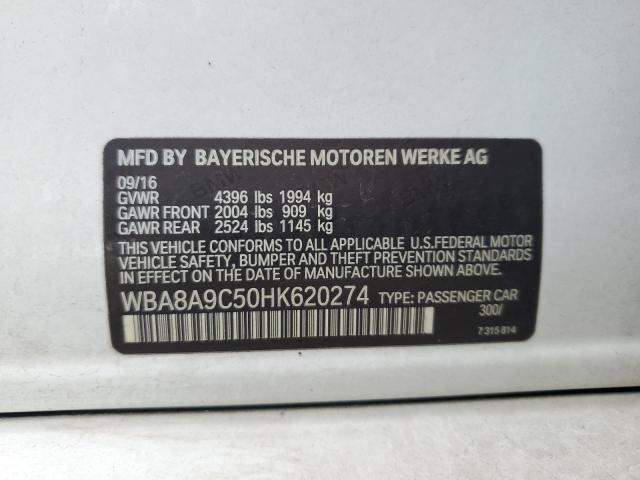 MFD BY BAYERISCHE MOTOREN WERKE AG
09/16
GVWR 4396 lbs 1994 kg
GAWR FRONT 2004 lbs 909 kg
GAWR REAR 2524 lbs 1145 kg
THIS VEHICLE CONFORMS TO ALL APPLICABLE U.S.FEDERAL MOTOR
VEHICLE SAFETY, BUMPER AND THEFT PREVENTION STANDARDS
IN EFFECT ON THE DATE OF MANUFACTURE SHOWN ABOVE.
WBA8A9C50HK620274 TYPE: PASSENGER CAR
300/
7 315 814